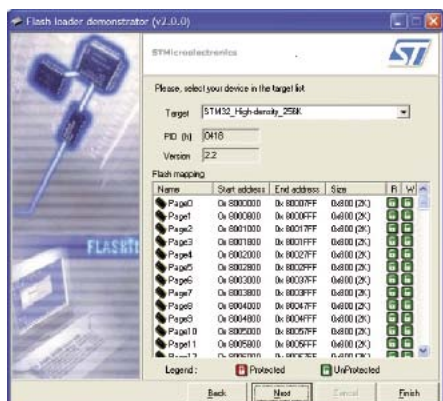 Flash loader demonstrator (v2.0.0)
STMicroelectronics
Please, select your device in the target list
Target STM32_High-density_256K
PID (h) 0418
Version 2.2
Flash mapping
Name Start address End address Size R W
Page0 0x 8000000 0x 80007FF 0x800 (2K)
Page1 0x 8000800 0x 8000FFF 0x800 (2K)
Page2 0x 8001000 0x 80017FF 0x800 (2K)
Page3 0x 8001800 0x 8001FFF 0x800 (2K)
Page4 0x 8002000 0x 80027FF 0x800 (2K)
Page5 0x 8002800 0x 8002FFF 0x800 (2K)
Page6 0x 8003000 0x 80037FF 0x800 (2K)
Page7 0x 8003800 0x 8003FFF 0x800 (2K)
Page8 0x 8004000 0x 80047FF 0x800 (2K)
Page9 0x 8004800 0x 8004FFF 0x800 (2K)
Page10 0x 8005000 0x 80057FF 0x800 (2K)
Page11 0x 8005800 0x 8005FFF 0x800 (2K)
Legend : Protected UnProtected
Back Next Cancel Finish